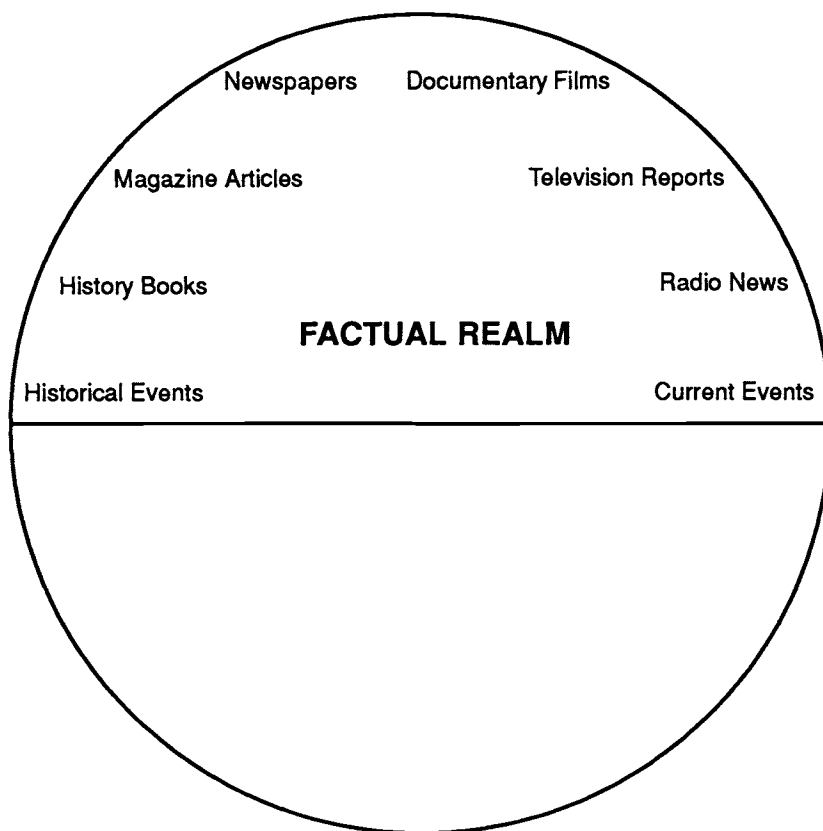 Newspapers Documentary Films
Magazine Articles Television Reports
History Books Radio News
FACTUAL REALM
Historical Events Current Events